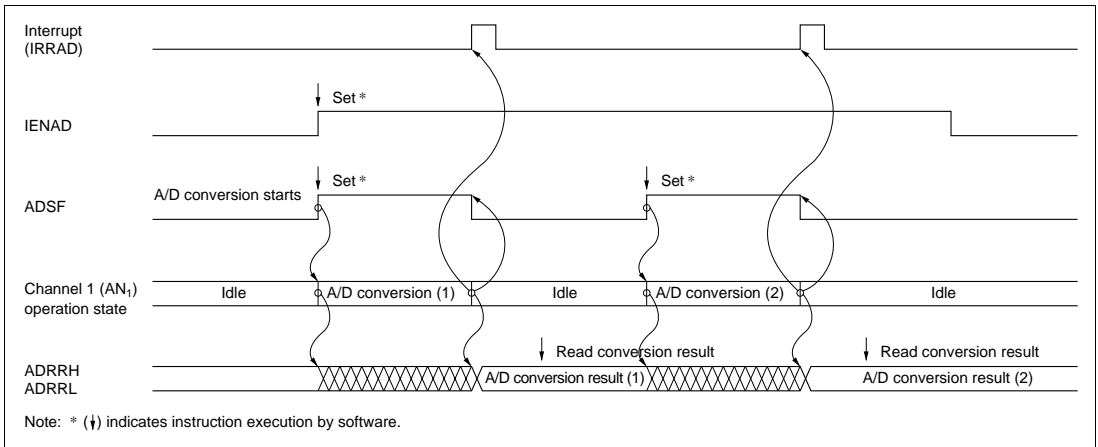 Interrupt
(IRRAD)
Set *
IENAD
Set *
Set *
A/D conversion starts
ADSF
Channel 1 (AN₁)
operation state
Idle
A/D conversion (1)
Idle
A/D conversion (2)
Idle
Read conversion result
Read conversion result
ADRRH
ADRRL
A/D conversion result (1)
A/D conversion result (2)
Note: * (↓) indicates instruction execution by software.